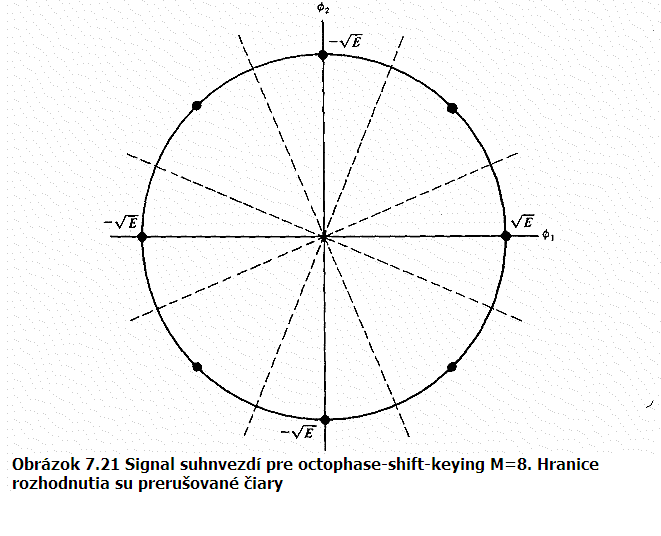 ϕ₂
-√E
-√E
√E
ϕ₁
-√E
Obrázok 7.21 Signal suhnvezdí pre octophase-shift-keying M=8. Hranice
rozhodnutia su prerušované čiary